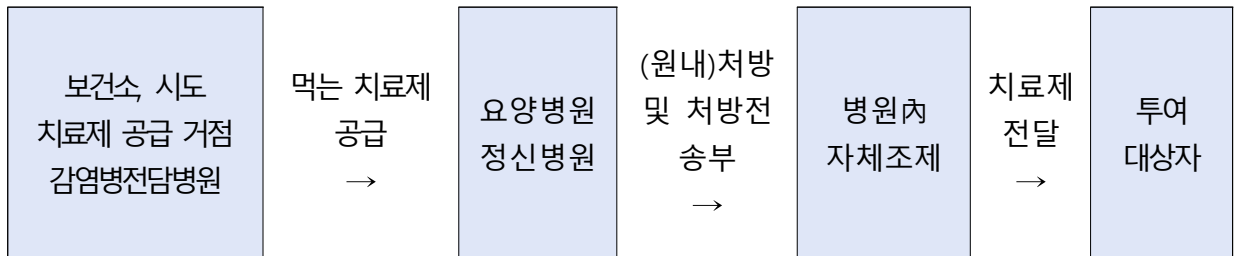 보건소, 시도
치료제 공급 거점
감염병전담병원
먹는 치료제
공급
→
요양병원
정신병원
(원내)처방
및 처방전
송부
→
병원內
자체조제
치료제
전달
→
투여
대상자